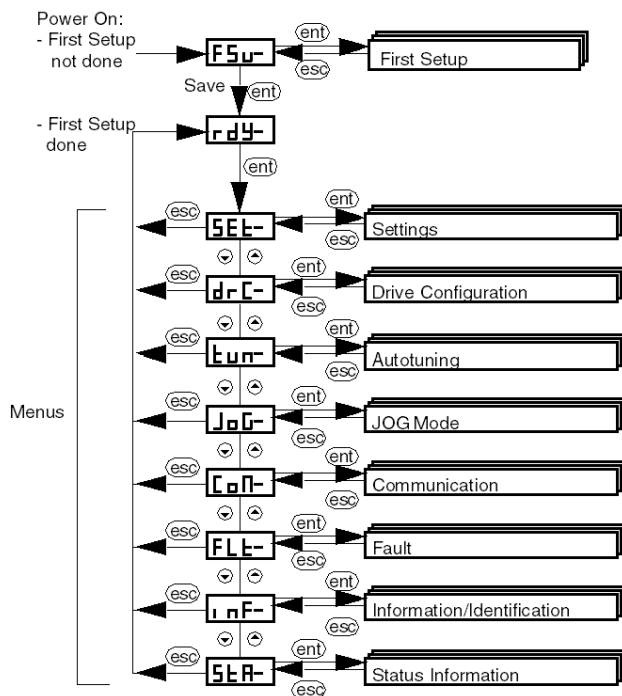 Power On:
- First Setup
not done
FSu-
ent
esc
First Setup
Save
ent
- First Setup
done
rdy-
ent
Menus
esc
SEt-
ent
esc
Settings
esc
drC-
ent
esc
Drive Configuration
esc
tun-
ent
esc
Autotuning
esc
JoG-
ent
esc
JOG Mode
esc
CoM-
ent
esc
Communication
esc
FLt-
ent
esc
Fault
esc
inF-
ent
esc
Information/Identification
esc
StA-
ent
esc
Status Information